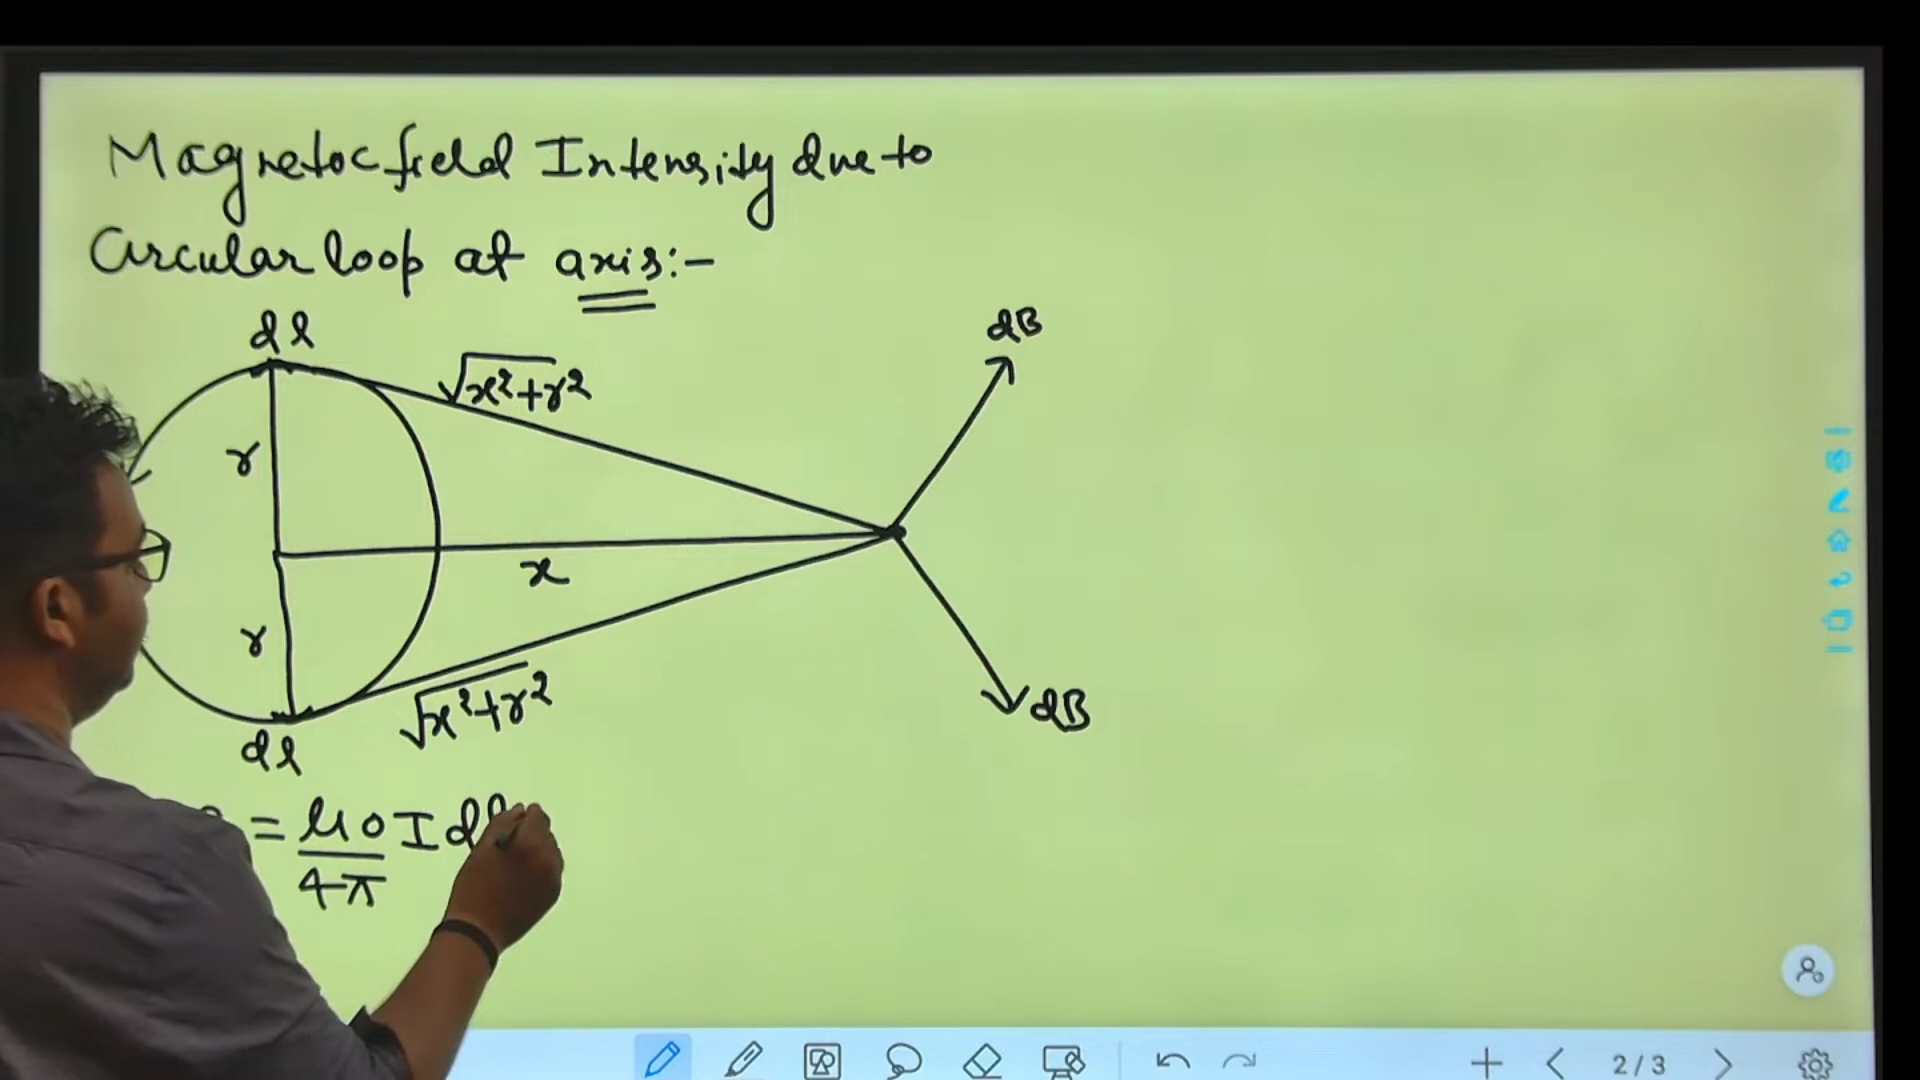 Magnetoc field Intensity due to
Circular loop at axis:-
dl
dB
√x²+r²
r
x
r
√x²+r²
dB
dl
= μ0/4π I dl
2/3